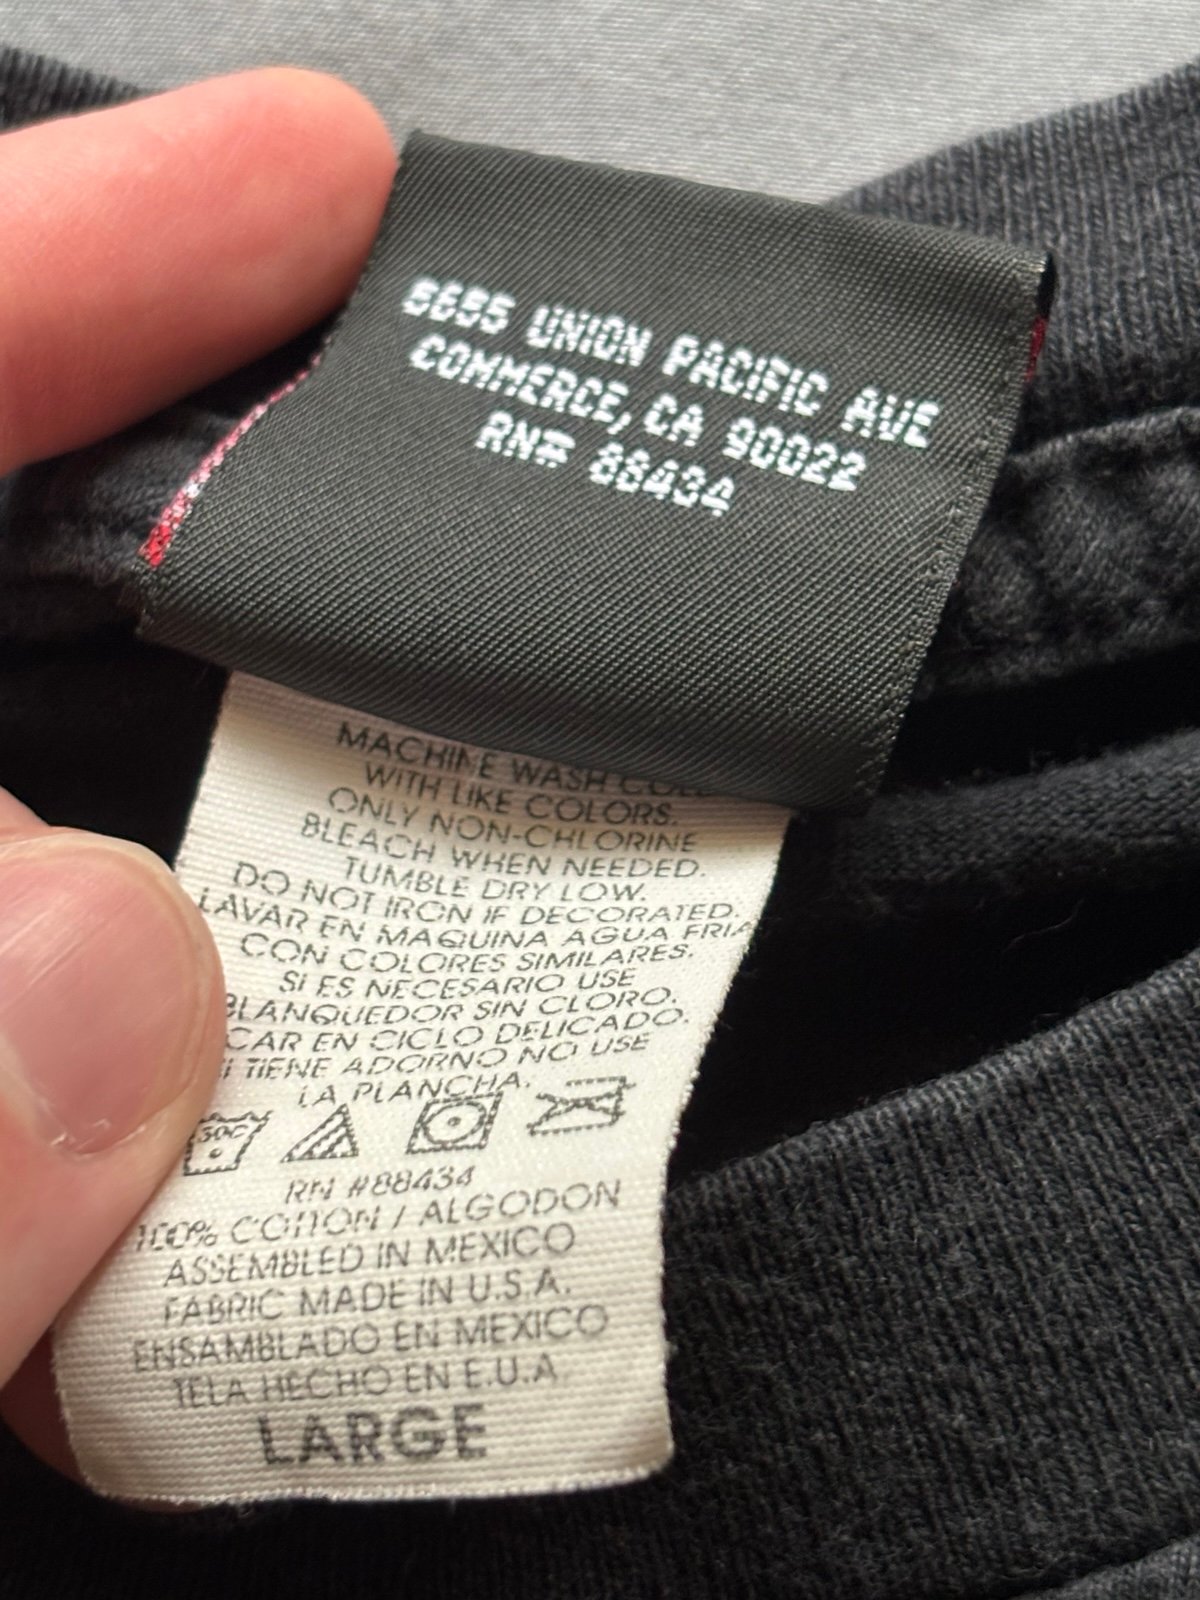 5655 UNION PACIFIC AVE
COMMERCE, CA 90022
RN# 88434
MACHINE WASH COLD
WITH LIKE COLORS.
ONLY NON-CHLORINE
BLEACH WHEN NEEDED.
TUMBLE DRY LOW.
DO NOT IRON IF DECORATED.
LAVAR EN MAQUINA AGUA FRIA
CON COLORES SIMILARES.
SI ES NECESARIO USE
BLANQUEDOR SIN CLORO.
CAR EN CICLO DELICADO.
I TIENE ADORNO NO USE
LA PLANCHA.
30C
RN #88434
100% COTTON / ALGODON
ASSEMBLED IN MEXICO
FABRIC MADE IN U.S.A.
ENSAMBLADO EN MEXICO
TELA HECHO EN E.U.A.
LARGE